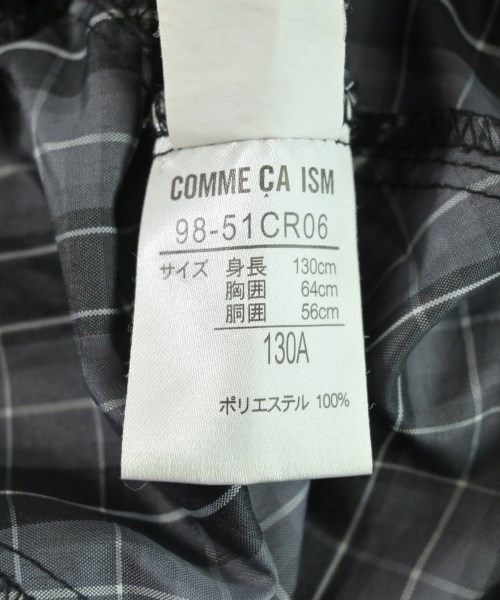 COMME ÇA ISM
98-51CR06
サイズ 身長 130cm
胸囲 64cm
胴囲 56cm
130A
ポリエステル 100%